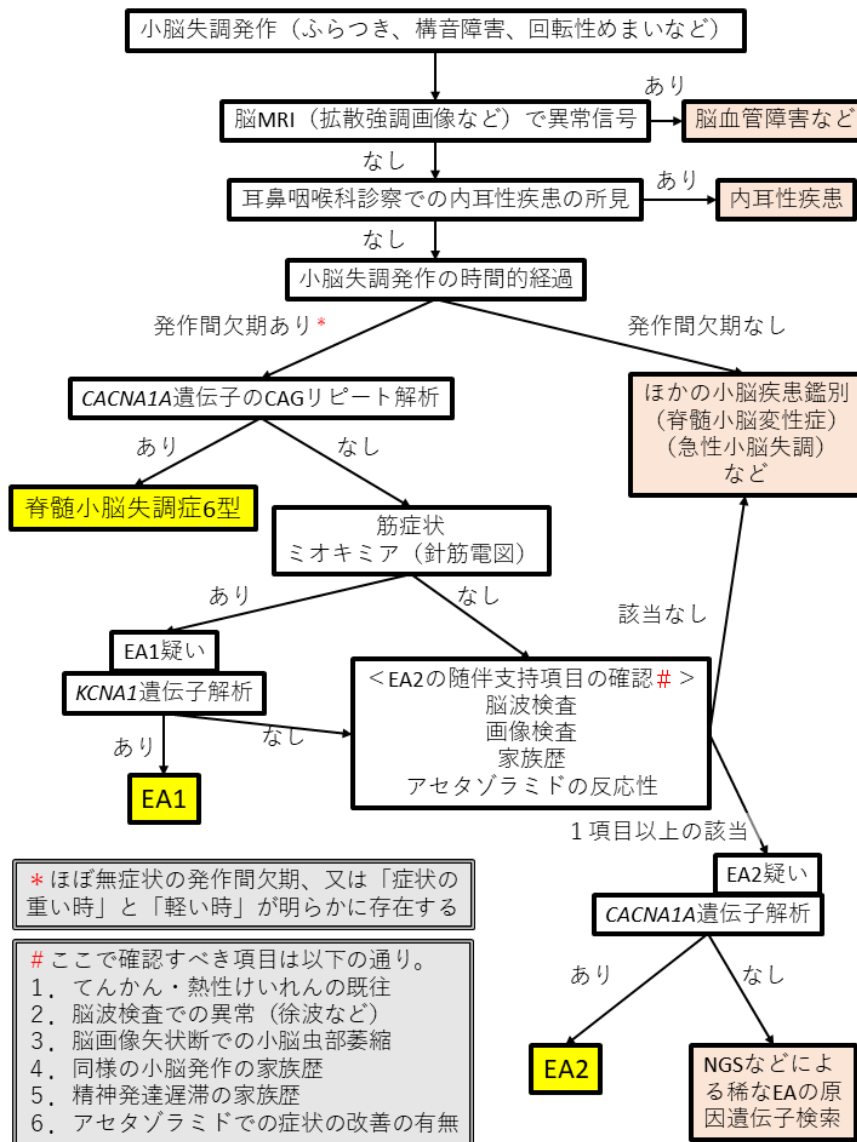 小脳失調発作（ふらつき、構音障害、回転性めまいなど）
あり
脳MRI（拡散強調画像など）で異常信号
脳血管障害など
なし
あり
耳鼻咽喉科診察での内耳性疾患の所見
内耳性疾患
なし
小脳失調発作の時間的経過
発作間欠期あり*
発作間欠期なし
CACNA1A遺伝子のCAGリピート解析
ほかの小脳疾患鑑別
（脊髄小脳変性症）
（急性小脳失調）
など
あり
なし
脊髄小脳失調症6型
筋症状
ミオキミア（針筋電図）
あり
なし
該当なし
EA1疑い
KCNA1遺伝子解析
＜EA2の随伴支持項目の確認#＞
脳波検査
画像検査
家族歴
アセタゾラミドの反応性
あり
なし
EA1
１項目以上の該当
EA2疑い
CACNA1A遺伝子解析
あり
なし
EA2
NGSなどによ
る稀なEAの原
因遺伝子検索
*ほぼ無症状の発作間欠期、又は「症状の
重い時」と「軽い時」が明らかに存在する
#ここで確認すべき項目は以下の通り。
1．てんかん・熱性けいれんの既往
2．脳波検査での異常（徐波など）
3．脳画像矢状断での小脳虫部萎縮
4．同様の小脳発作の家族歴
5．精神発達遅滞の家族歴
6．アセタゾラミドでの症状の改善の有無